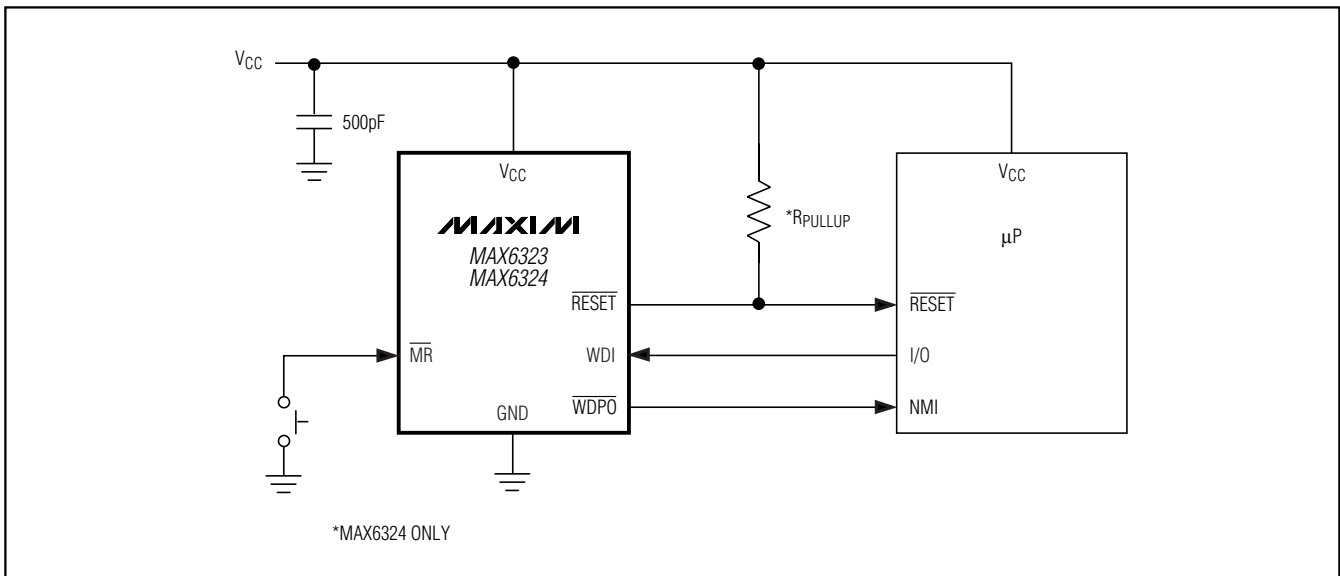 VCC
500pF
VCC
MAXIM
MAX6323
MAX6324
RESET
MR
WDI
GND
WDPO
*RPULLUP
VCC
μP
RESET
I/O
NMI
*MAX6324 ONLY